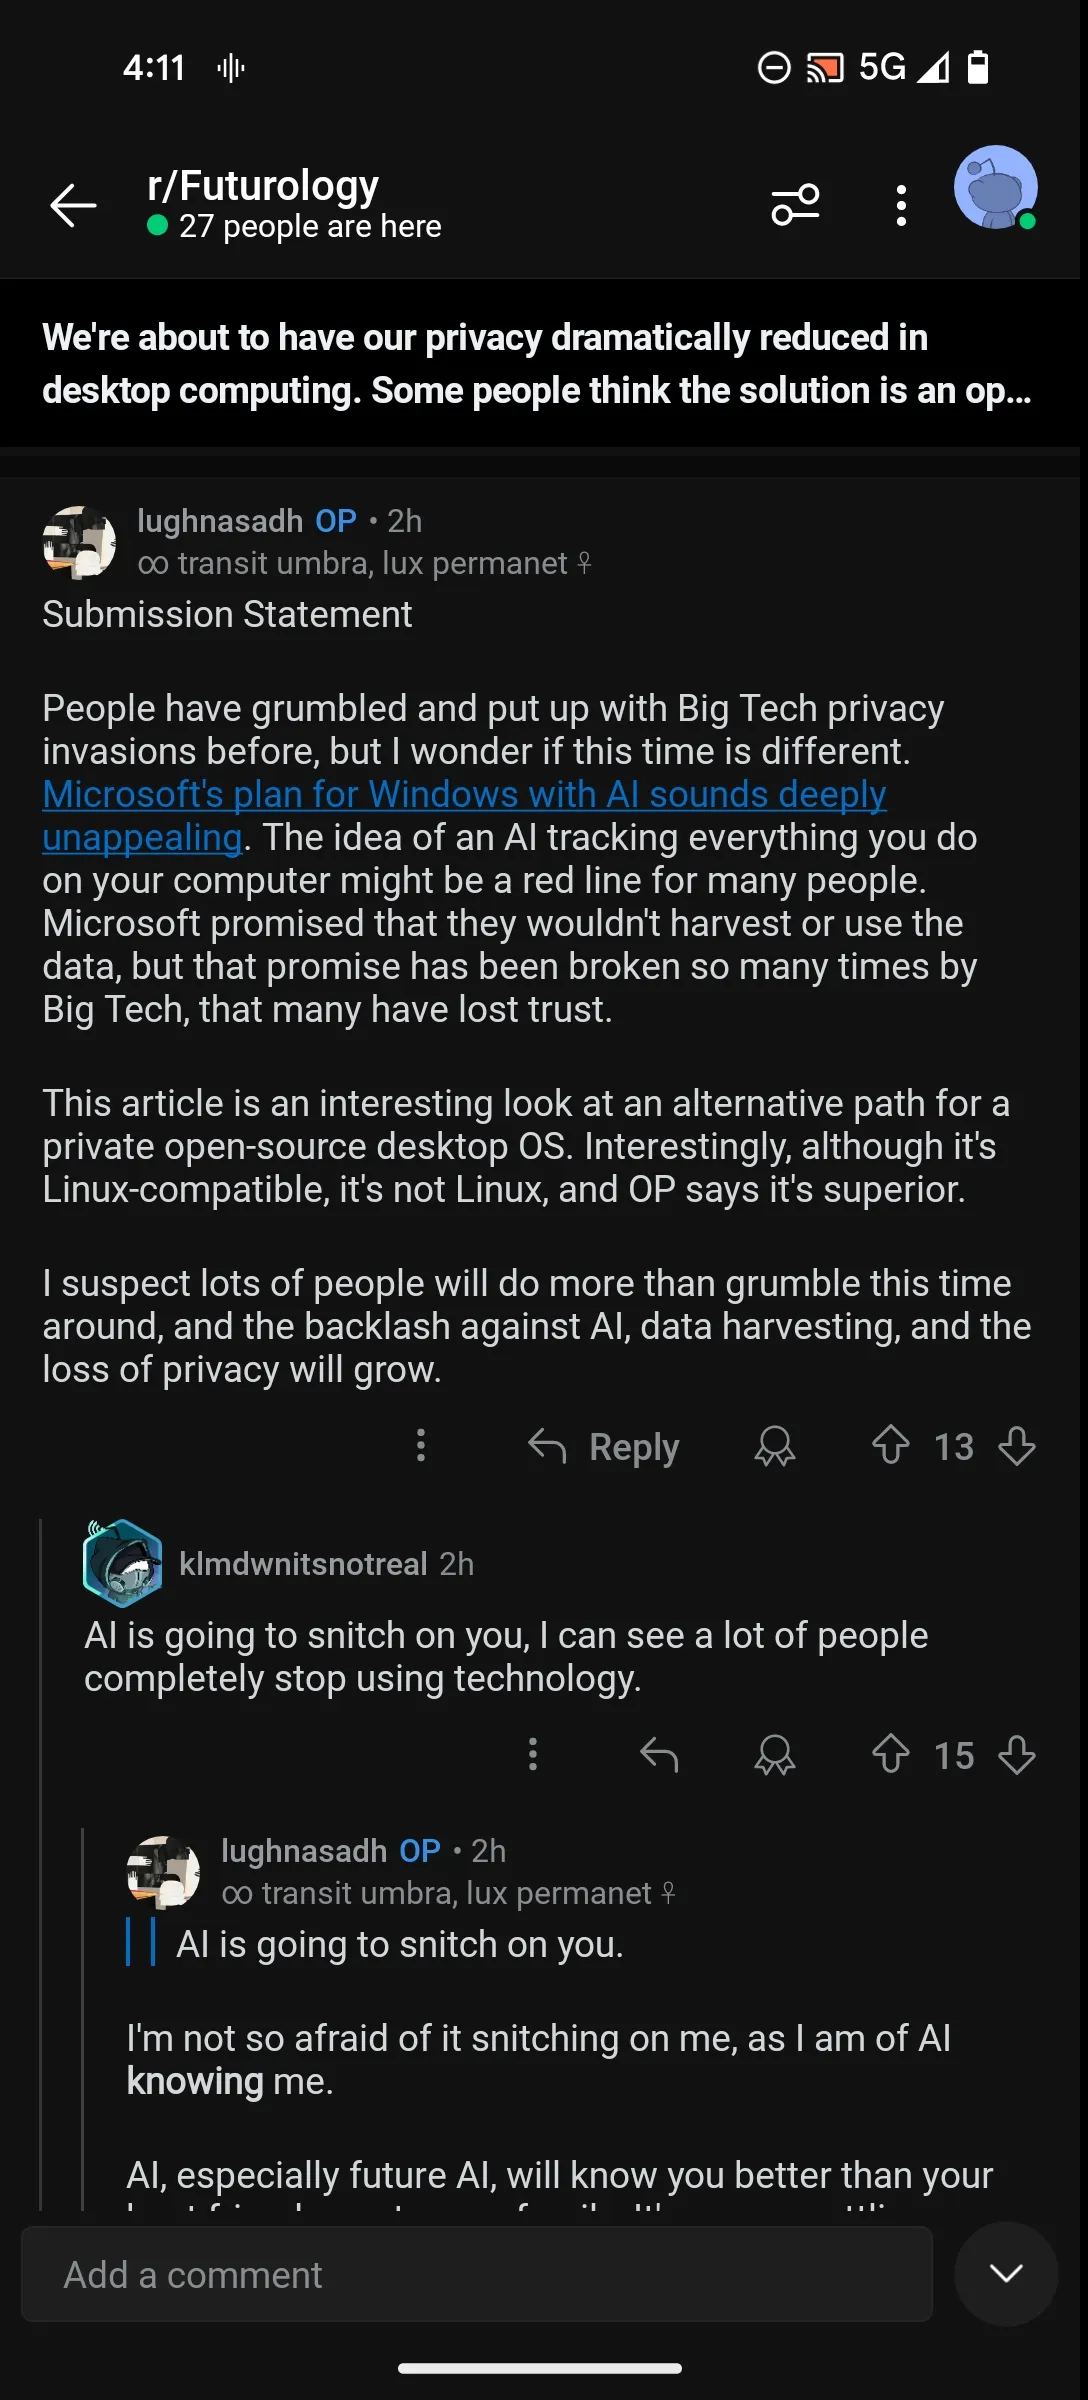 4:11
5G
r/Futurology
27 people are here
We're about to have our privacy dramatically reduced in
desktop computing. Some people think the solution is an op...
lughnasadh OP • 2h
∞ transit umbra, lux permanet ☥
Submission Statement
People have grumbled and put up with Big Tech privacy
invasions before, but I wonder if this time is different.
Microsoft's plan for Windows with AI sounds deeply
unappealing. The idea of an AI tracking everything you do
on your computer might be a red line for many people.
Microsoft promised that they wouldn't harvest or use the
data, but that promise has been broken so many times by
Big Tech, that many have lost trust.
This article is an interesting look at an alternative path for a
private open-source desktop OS. Interestingly, although it's
Linux-compatible, it's not Linux, and OP says it's superior.
I suspect lots of people will do more than grumble this time
around, and the backlash against AI, data harvesting, and the
loss of privacy will grow.
Reply
13
klmdwnitsnotreal 2h
AI is going to snitch on you, I can see a lot of people
completely stop using technology.
15
lughnasadh OP • 2h
∞ transit umbra, lux permanet ☥
AI is going to snitch on you.
I'm not so afraid of it snitching on me, as I am of AI
knowing me.
AI, especially future AI, will know you better than your
Add a comment